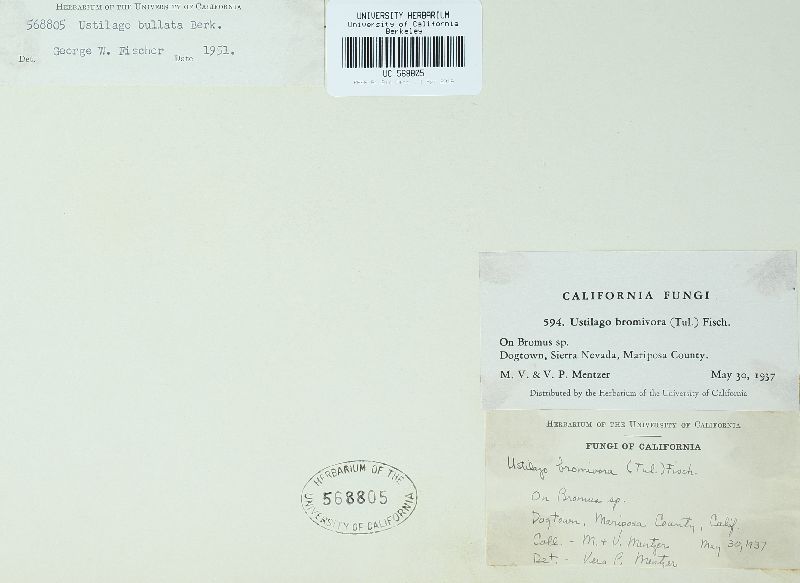 HERBARIUM OF THE UNIVERSITY OF CALIFORNIA
568805 Ustilago bullata Berk.
Det. George W. Fischer Date 1951.
UNIVERSITY HERBARIUM
University of California
Berkeley
UC 568805
CALIFORNIA FUNGI
594. Ustilago bromivora (Tul.) Fisch.
On Bromus sp.
Dogtown, Sierra Nevada, Mariposa County.
M. V. & V. P. Mentzer May 30, 1937
Distributed by the Herbarium of the University of California
HERBARIUM OF THE UNIVERSITY OF CALIFORNIA
FUNGI OF CALIFORNIA
Ustilago bromivora (Tul.) Fisch.
On Bromus sp.
Dogtown, Mariposa County, Calif.
Coll. - M. & V. Mentzer May 30, 1937
Det. - Vera P. Mentzer
HERBARIUM OF THE
568805
UNIVERSITY OF CALIFORNIA